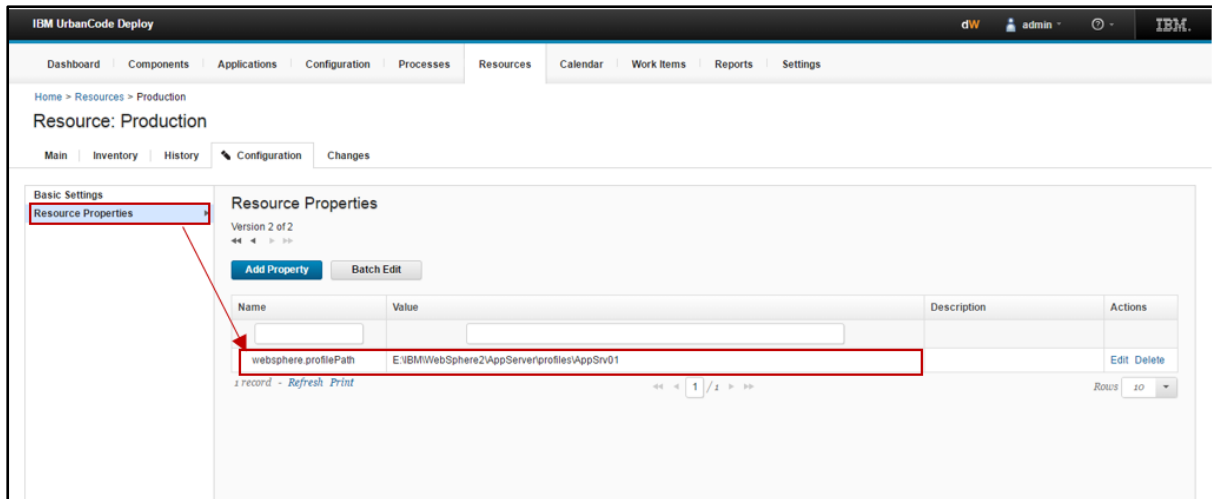 IBM UrbanCode Deploy
dW admin IBM.
Dashboard Components Applications Configuration Processes Resources Calendar Work Items Reports Settings
Home > Resources > Production
Resource: Production
Main Inventory History Configuration Changes
Basic Settings
Resource Properties
Resource Properties
Version 2 of 2
Add Property Batch Edit
Name Value Description Actions
websphere.profilePath E:\IBM\WebSphere2\AppServer\profiles\AppSrv01 Edit Delete
1 record - Refresh Print 1 / 1 Rows 10